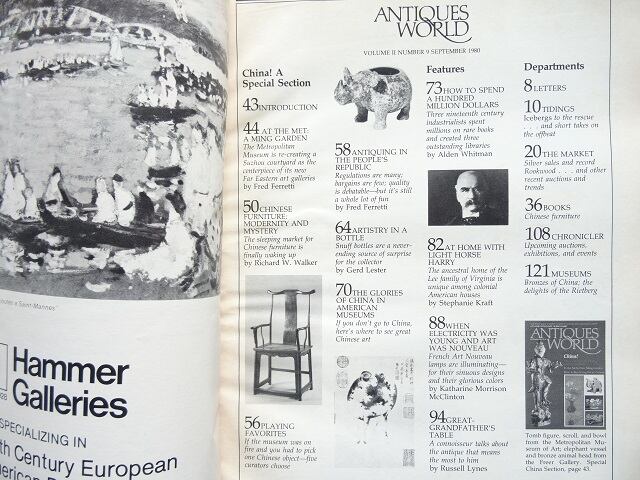 ANTIQUES
WORLD
VOLUME II NUMBER 9 SEPTEMBER 1980
China! A
Special Section
43 INTRODUCTION
44 AT THE MET:
A MING GARDEN
The Metropolitan
Museum is re-creating a
Suzhou courtyard as the
centerpiece of its new
Far Eastern art galleries
by Fred Ferretti
50 CHINESE
FURNITURE:
MODERNITY AND
MYSTERY
The sleeping market for
Chinese furniture is
finally waking up
by Richard W. Walker
56 PLAYING
FAVORITES
If the museum was on
fire and you had to pick
one Chinese object—five
curators choose
58 ANTIQUING IN
THE PEOPLE'S
REPUBLIC
Regulations are many;
bargains are few; quality
is debatable—but it's still
a whole lot of fun
by Fred Ferretti
64 ARTISTRY IN A
BOTTLE
Snuff bottles are a never-
ending source of surprise
for the collector
by Gerd Lester
70 THE GLORIES
OF CHINA IN
AMERICAN
MUSEUMS
If you don't go to China,
here's where to see great
Chinese art
Features
73 HOW TO SPEND
A HUNDRED
MILLION DOLLARS
Three nineteenth century
industrialists spent
millions on rare books
and created three
outstanding libraries
by Alden Whitman
82 AT HOME WITH
LIGHT HORSE
HARRY
The ancestral home of the
Lee family of Virginia is
unique among colonial
American houses
by Stephanie Kraft
88 WHEN
ELECTRICITY WAS
YOUNG AND ART
WAS NOUVEAU
French Art Nouveau
lamps are illuminating—
for their sinuous designs
and their glorious colors
by Katharine Morrison
McClinton
94 GREAT-
GRANDFATHER'S
TABLE
A connoisseur talks about
the antique that means
the most to him
by Russell Lynes
Departments
8 LETTERS
10 TIDINGS
Icebergs to the rescue
. . . and short takes on
the offbeat
20 THE MARKET
Silver sales and record
Rookwood . . . and other
recent auctions and
trends
36 BOOKS
Chinese furniture
108 CHRONICLER
Upcoming auctions,
exhibitions, and events
121 MUSEUMS
Bronzes of China; the
delights of the Rietberg
ANTIQUES
WORLD
China!
Tomb figure, scroll, and bowl
from the Metropolitan Mu-
seum of Art; elephant vessel
and bronze animal head from
the Freer Gallery. Special
China Section, page 43.
Hammer
Galleries
SPECIALIZING IN
th Century European